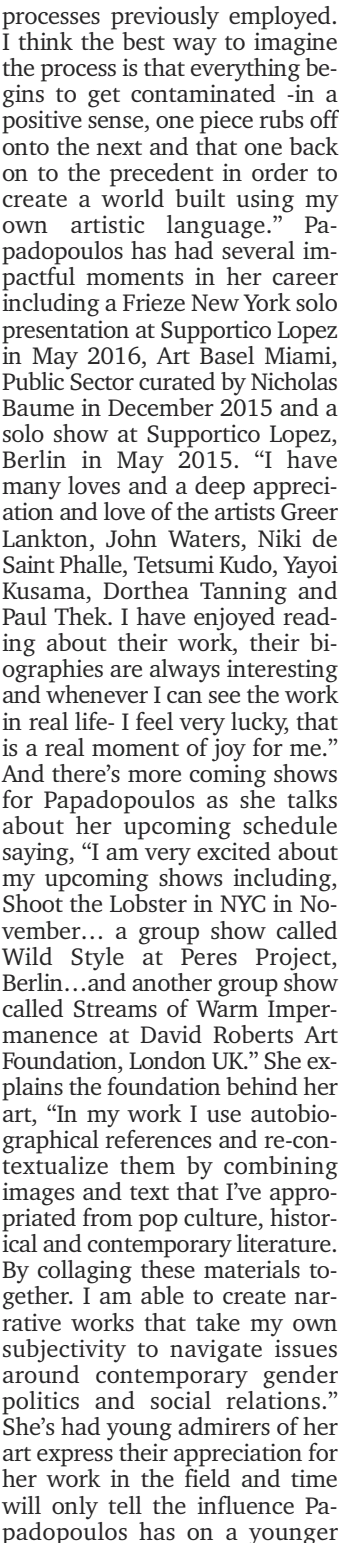 processes previously employed.
I think the best way to imagine
the process is that everything be-
gins to get contaminated -in a
positive sense, one piece rubs off
onto the next and that one back
on to the precedent in order to
create a world built using my
own artistic language.” Pa-
padopoulos has had several im-
pactful moments in her career
including a Frieze New York solo
presentation at Supportico Lopez
in May 2016, Art Basel Miami,
Public Sector curated by Nicholas
Baume in December 2015 and a
solo show at Supportico Lopez,
Berlin in May 2015. “I have
many loves and a deep appreci-
ation and love of the artists Greer
Lankton, John Waters, Niki de
Saint Phalle, Tetsumi Kudo, Yayoi
Kusama, Dorthea Tanning and
Paul Thek. I have enjoyed read-
ing about their work, their bi-
ographies are always interesting
and whenever I can see the work
in real life- I feel very lucky, that
is a real moment of joy for me.”
And there’s more coming shows
for Papadopoulos as she talks
about her upcoming schedule
saying, “I am very excited about
my upcoming shows including,
Shoot the Lobster in NYC in No-
vember… a group show called
Wild Style at Peres Project,
Berlin…and another group show
called Streams of Warm Imper-
manence at David Roberts Art
Foundation, London UK.” She ex-
plains the foundation behind her
art, “In my work I use autobio-
graphical references and re-con-
textualize them by combining
images and text that I’ve appro-
priated from pop culture, histor-
ical and contemporary literature.
By collaging these materials to-
gether. I am able to create nar-
rative works that take my own
subjectivity to navigate issues
around contemporary gender
politics and social relations.”
She’s had young admirers of her
art express their appreciation for
her work in the field and time
will only tell the influence Pa-
padopoulos has on a younger